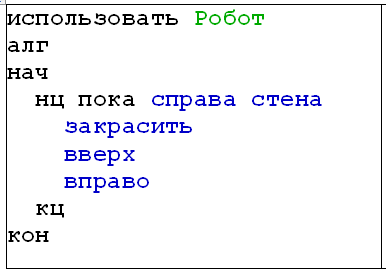 использовать Робот
алг
нач
нц пока справа стена
закрасить
вверх
вправо
кц
кон